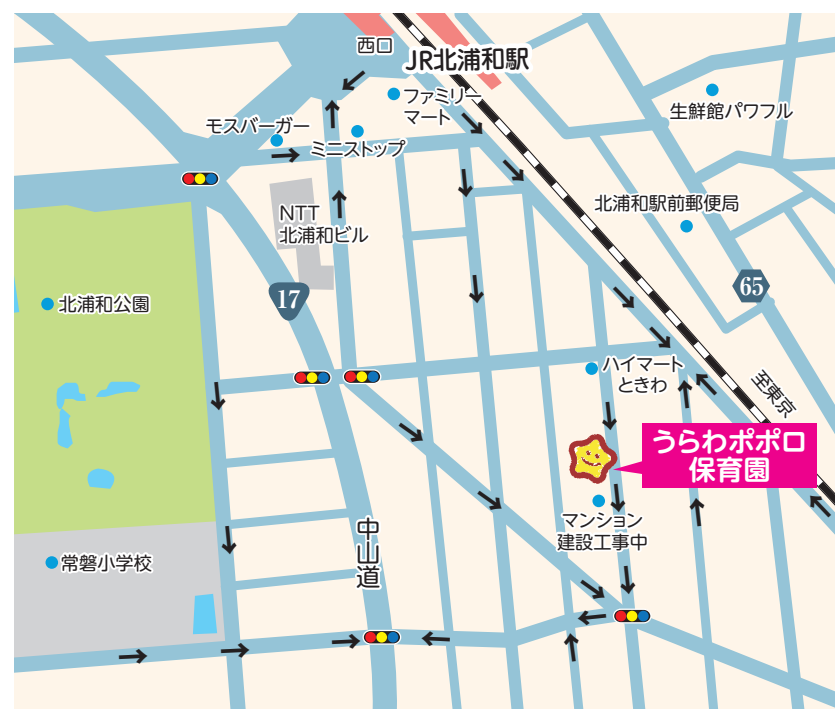 西口
JR北浦和駅
ファミリー
マート
生鮮館パワフル
モスバーガー
ミニストップ
NTT
北浦和ビル
北浦和駅前郵便局
17
65
北浦和公園
ハイマート
ときわ
至東京
うらわポポロ
保育園
マンション
建設工事中
中山道
常磐小学校